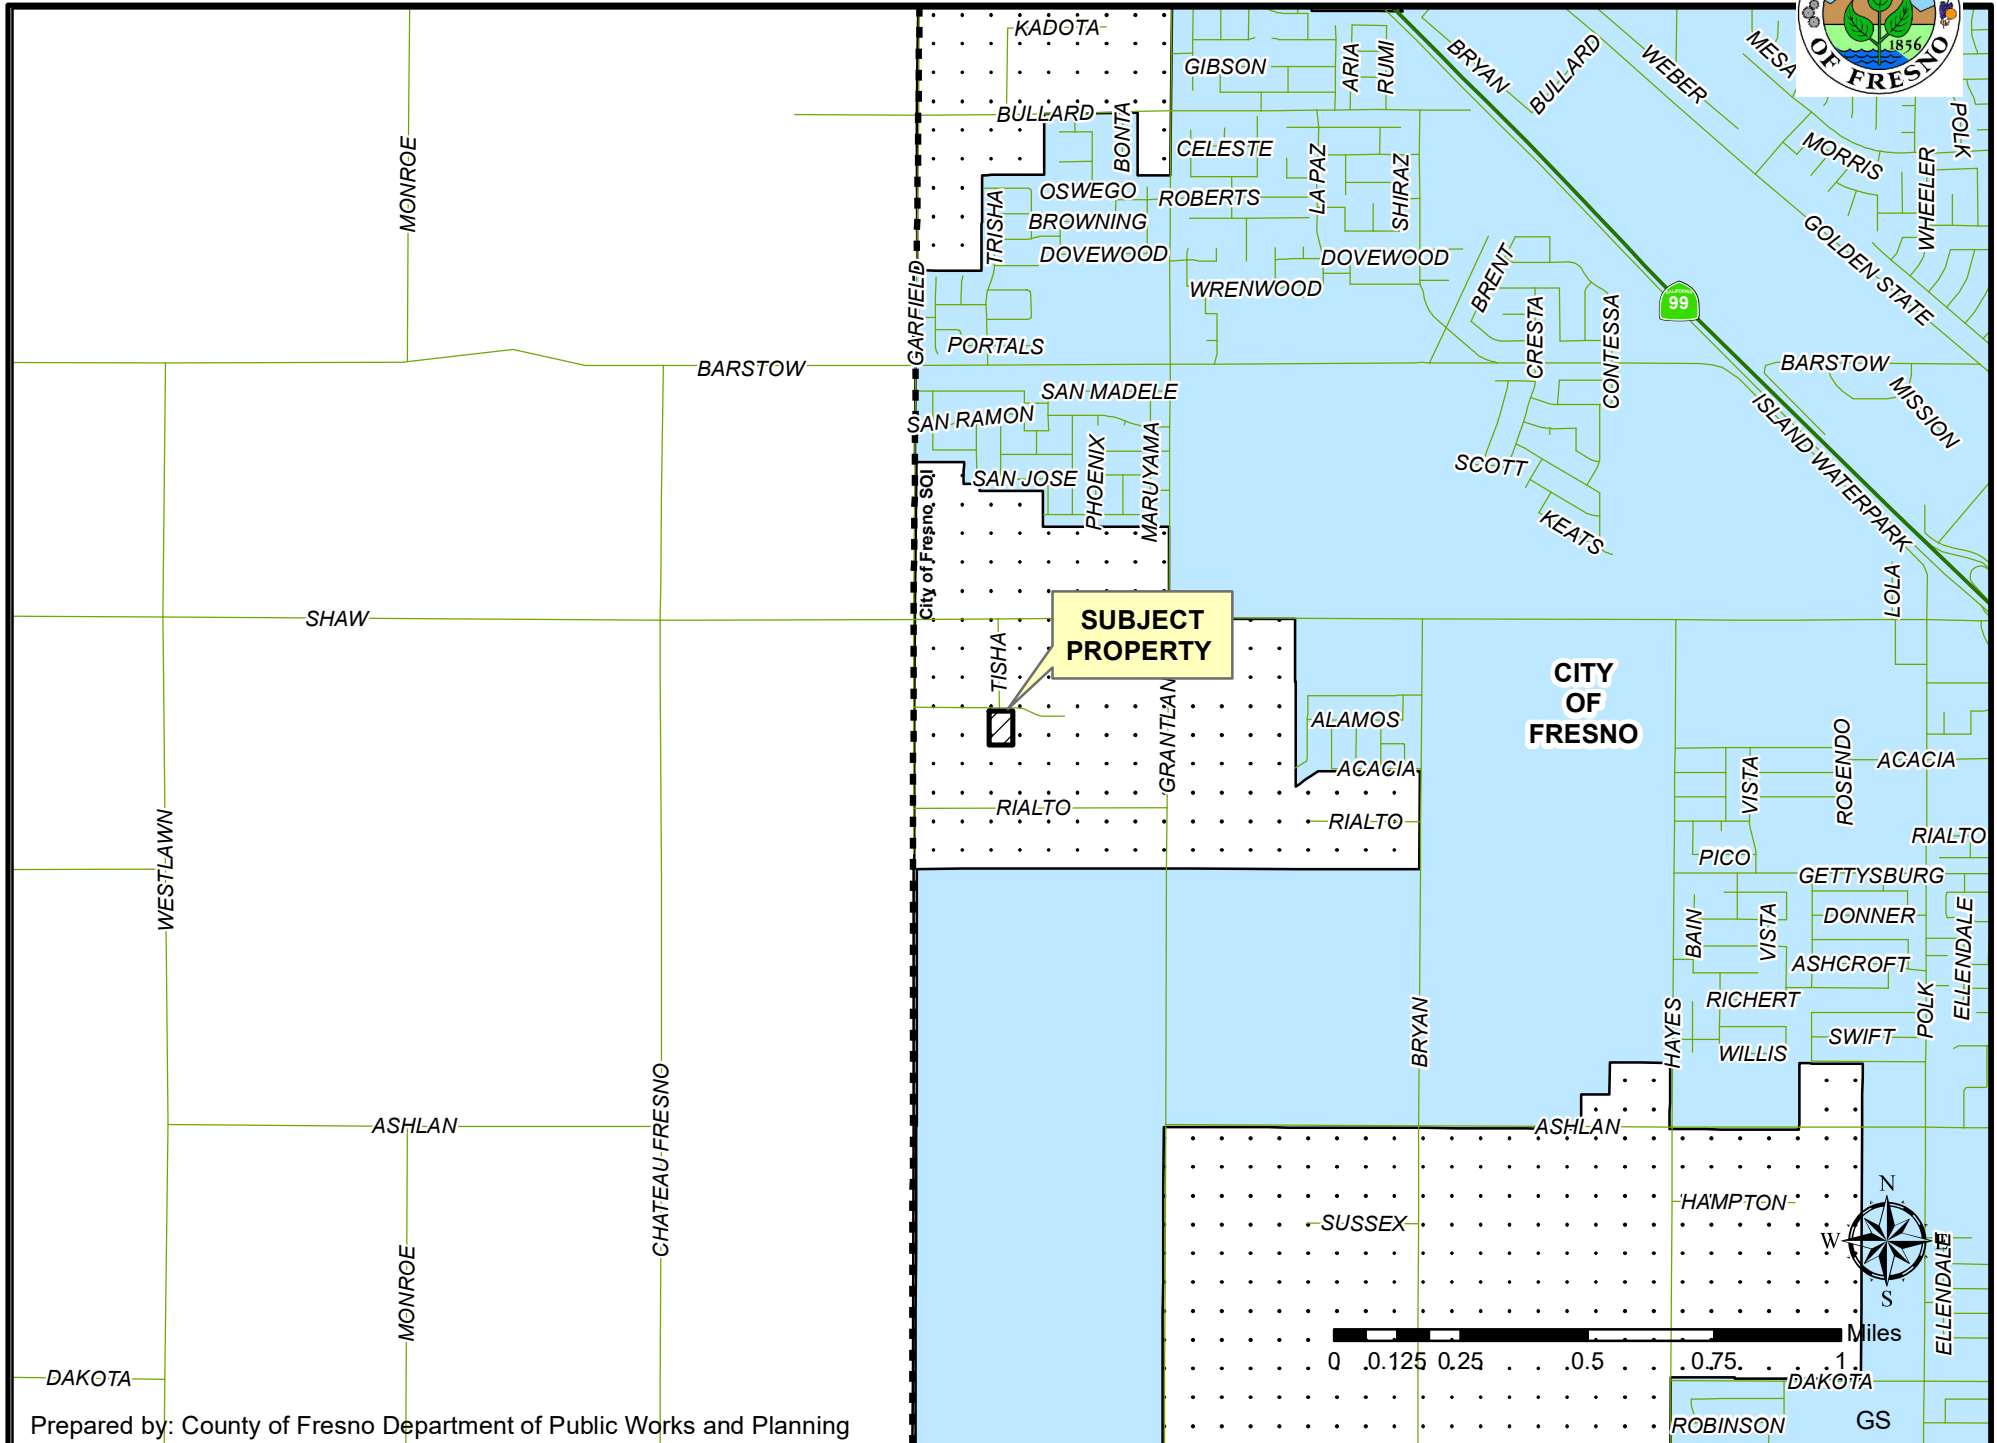 KADOTA
GIBSON
ARIA
RUMI
BRYAN
BULLARD
WEBER
MESA
1856
OF FRESNO
POLK
MONROE
BULLARD
BONTA
CELESTE
LA PAZ
SHIRAZ
MORRIS
WHEELER
OSWEGO
ROBERTS
TRISHA
BROWNING
DOVEWOOD
DOVEWOOD
GOLDEN STATE
WRENWOOD
BRENT
CALIFORNIA
99
GARFIELD
PORTALS
CRESTA
CONTESSA
BARSTOW
BARSTOW
MISSION
SAN MADELE
SAN RAMON
ISLAND WATERPARK
PHOENIX
MARUYAMA
SCOTT
SAN JOSE
KEATS
City of Fresno SOI
LOLA
SHAW
SUBJECT
PROPERTY
TISHA
CITY
OF
FRESNO
GRANTLAN
ALAMOS
ROSENDO
ACACIA
ACACIA
VISTA
RIALTO
RIALTO
RIALTO
WESTLAWN
PICO
GETTYSBURG
DONNER
BAIN
VISTA
ELLENDALE
ASHCROFT
RICHERT
POLK
BRYAN
HAYES
SWIFT
WILLIS
ASHLAN
ASHLAN
CHATEAU FRESNO
HAMPTON
SUSSEX
N
W
E
S
ELLENDALE
MONROE
Miles
0 0.125 0.25 0.5 0.75 1
DAKOTA
DAKOTA
ROBINSON
GS
Prepared by: County of Fresno Department of Public Works and Planning